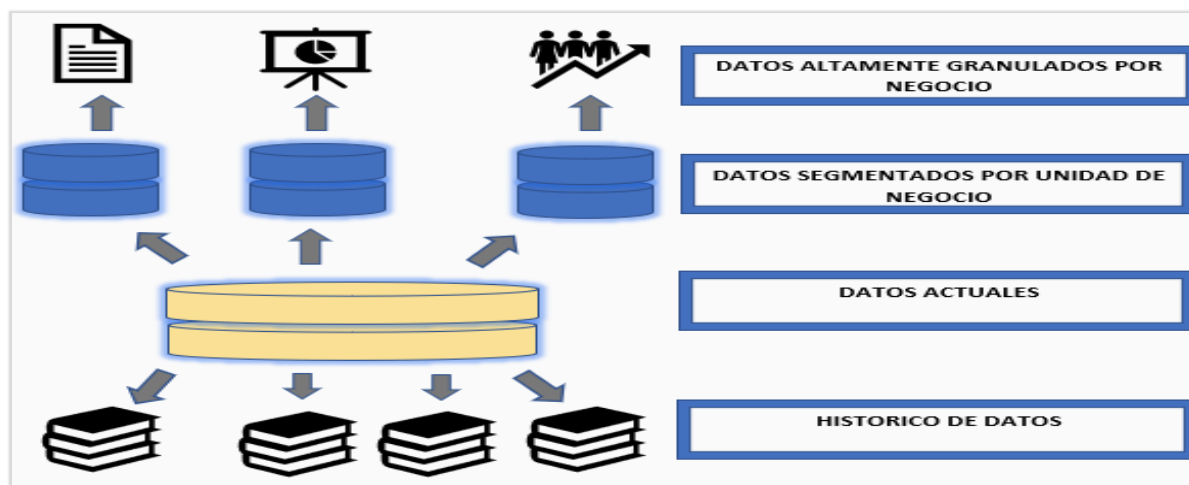 DATOS ALTAMENTE GRANULADOS POR
NEGOCIO
DATOS SEGMENTADOS POR UNIDAD DE
NEGOCIO
DATOS ACTUALES
HISTORICO DE DATOS